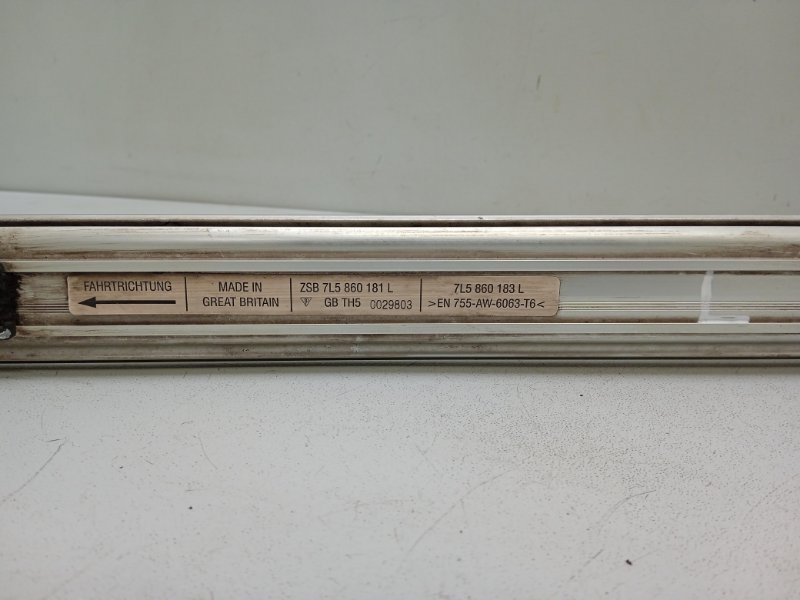 FAHRTRICHTUNG
MADE IN
GREAT BRITAIN
ZSB 7L5 860 181 L
GB TH5 0029803
7L5 860 183 L
>EN 755-AW-6063-T6<
L